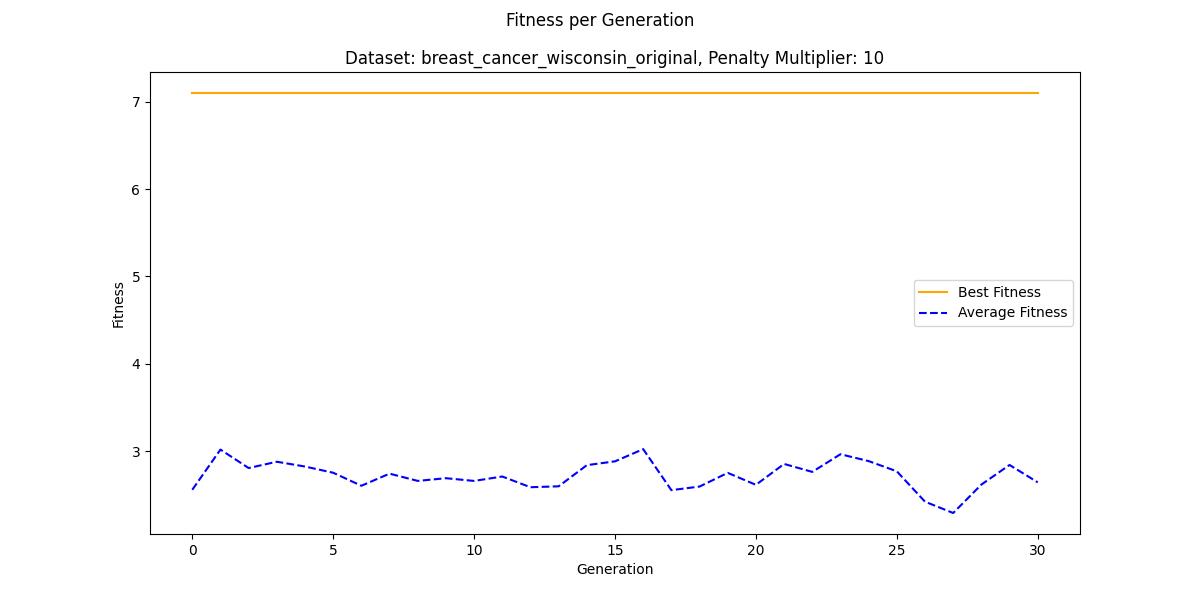 Fitness per Generation
Dataset: breast_cancer_wisconsin_original, Penalty Multiplier: 10
7
6
5
4
3
Fitness
Best Fitness
Average Fitness
0 5 10 15 20 25 30
Generation